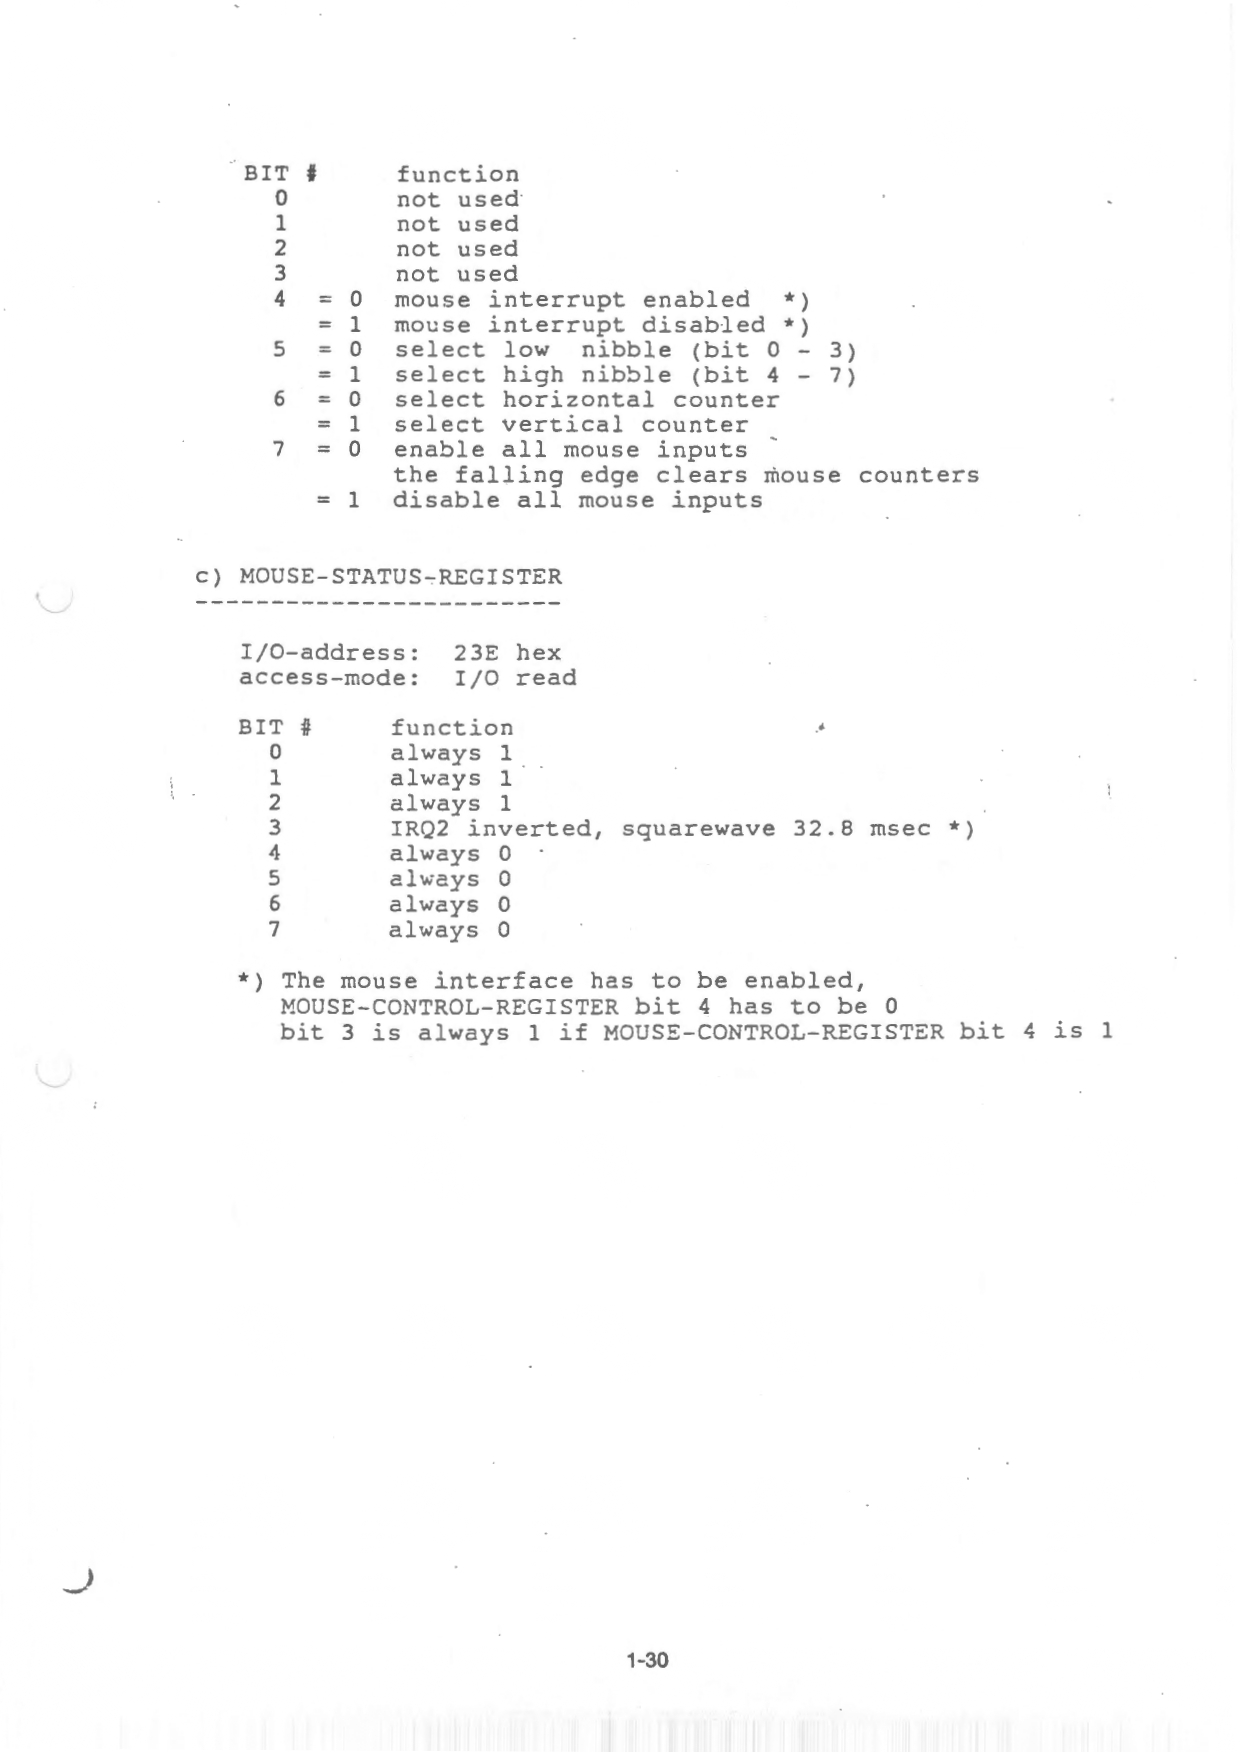 BIT #     function
0     not used
1     not used
2     not used
3     not used
4 = 0 mouse interrupt enabled *)
= 1 mouse interrupt disabled *)
5 = 0 select low nibble (bit 0 - 3)
= 1 select high nibble (bit 4 - 7)
6 = 0 select horizontal counter
= 1 select vertical counter
7 = 0 enable all mouse inputs
the falling edge clears mouse counters
= 1 disable all mouse inputs
c) MOUSE-STATUS-REGISTER
------------------------
I/O-address: 23E hex
access-mode: I/O read
BIT #     function
0     always 1
1     always 1
2     always 1
3     IRQ2 inverted, squarewave 32.8 msec *)
4     always 0
5     always 0
6     always 0
7     always 0
*) The mouse interface has to be enabled,
MOUSE-CONTROL-REGISTER bit 4 has to be 0
bit 3 is always 1 if MOUSE-CONTROL-REGISTER bit 4 is 1
1-30